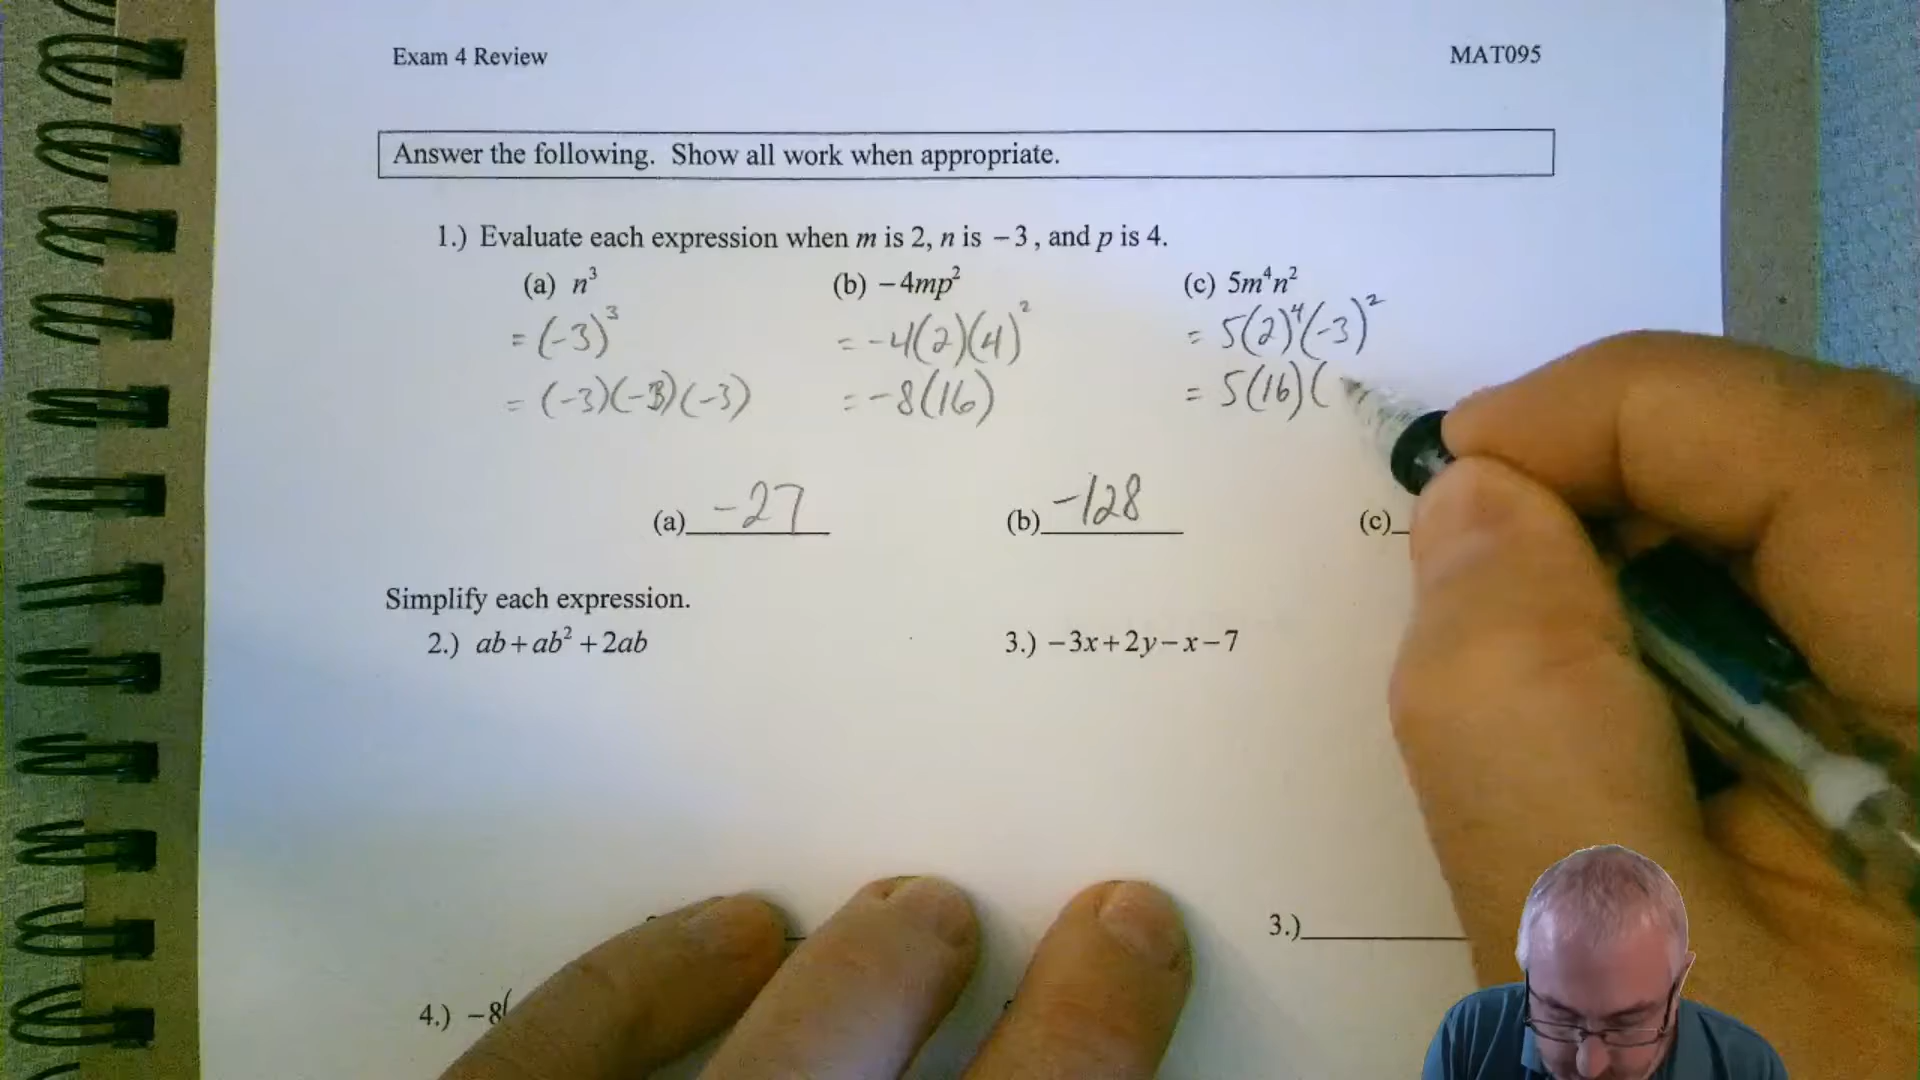 Exam 4 Review MAT095
Answer the following. Show all work when appropriate.
1.) Evaluate each expression when m is 2, n is −3, and p is 4.
(a) n³ (b) −4mp² (c) 5m⁴n²
= (-3)³ = -4(2)(4)² = 5(2)⁴(-3)²
= (-3)(-3)(-3) = -8(16) = 5(16)(
(a) -27 (b) -128 (c)
Simplify each expression.
2.) ab+ab²+2ab 3.) −3x+2y−x−7
3.)
4.) −8(